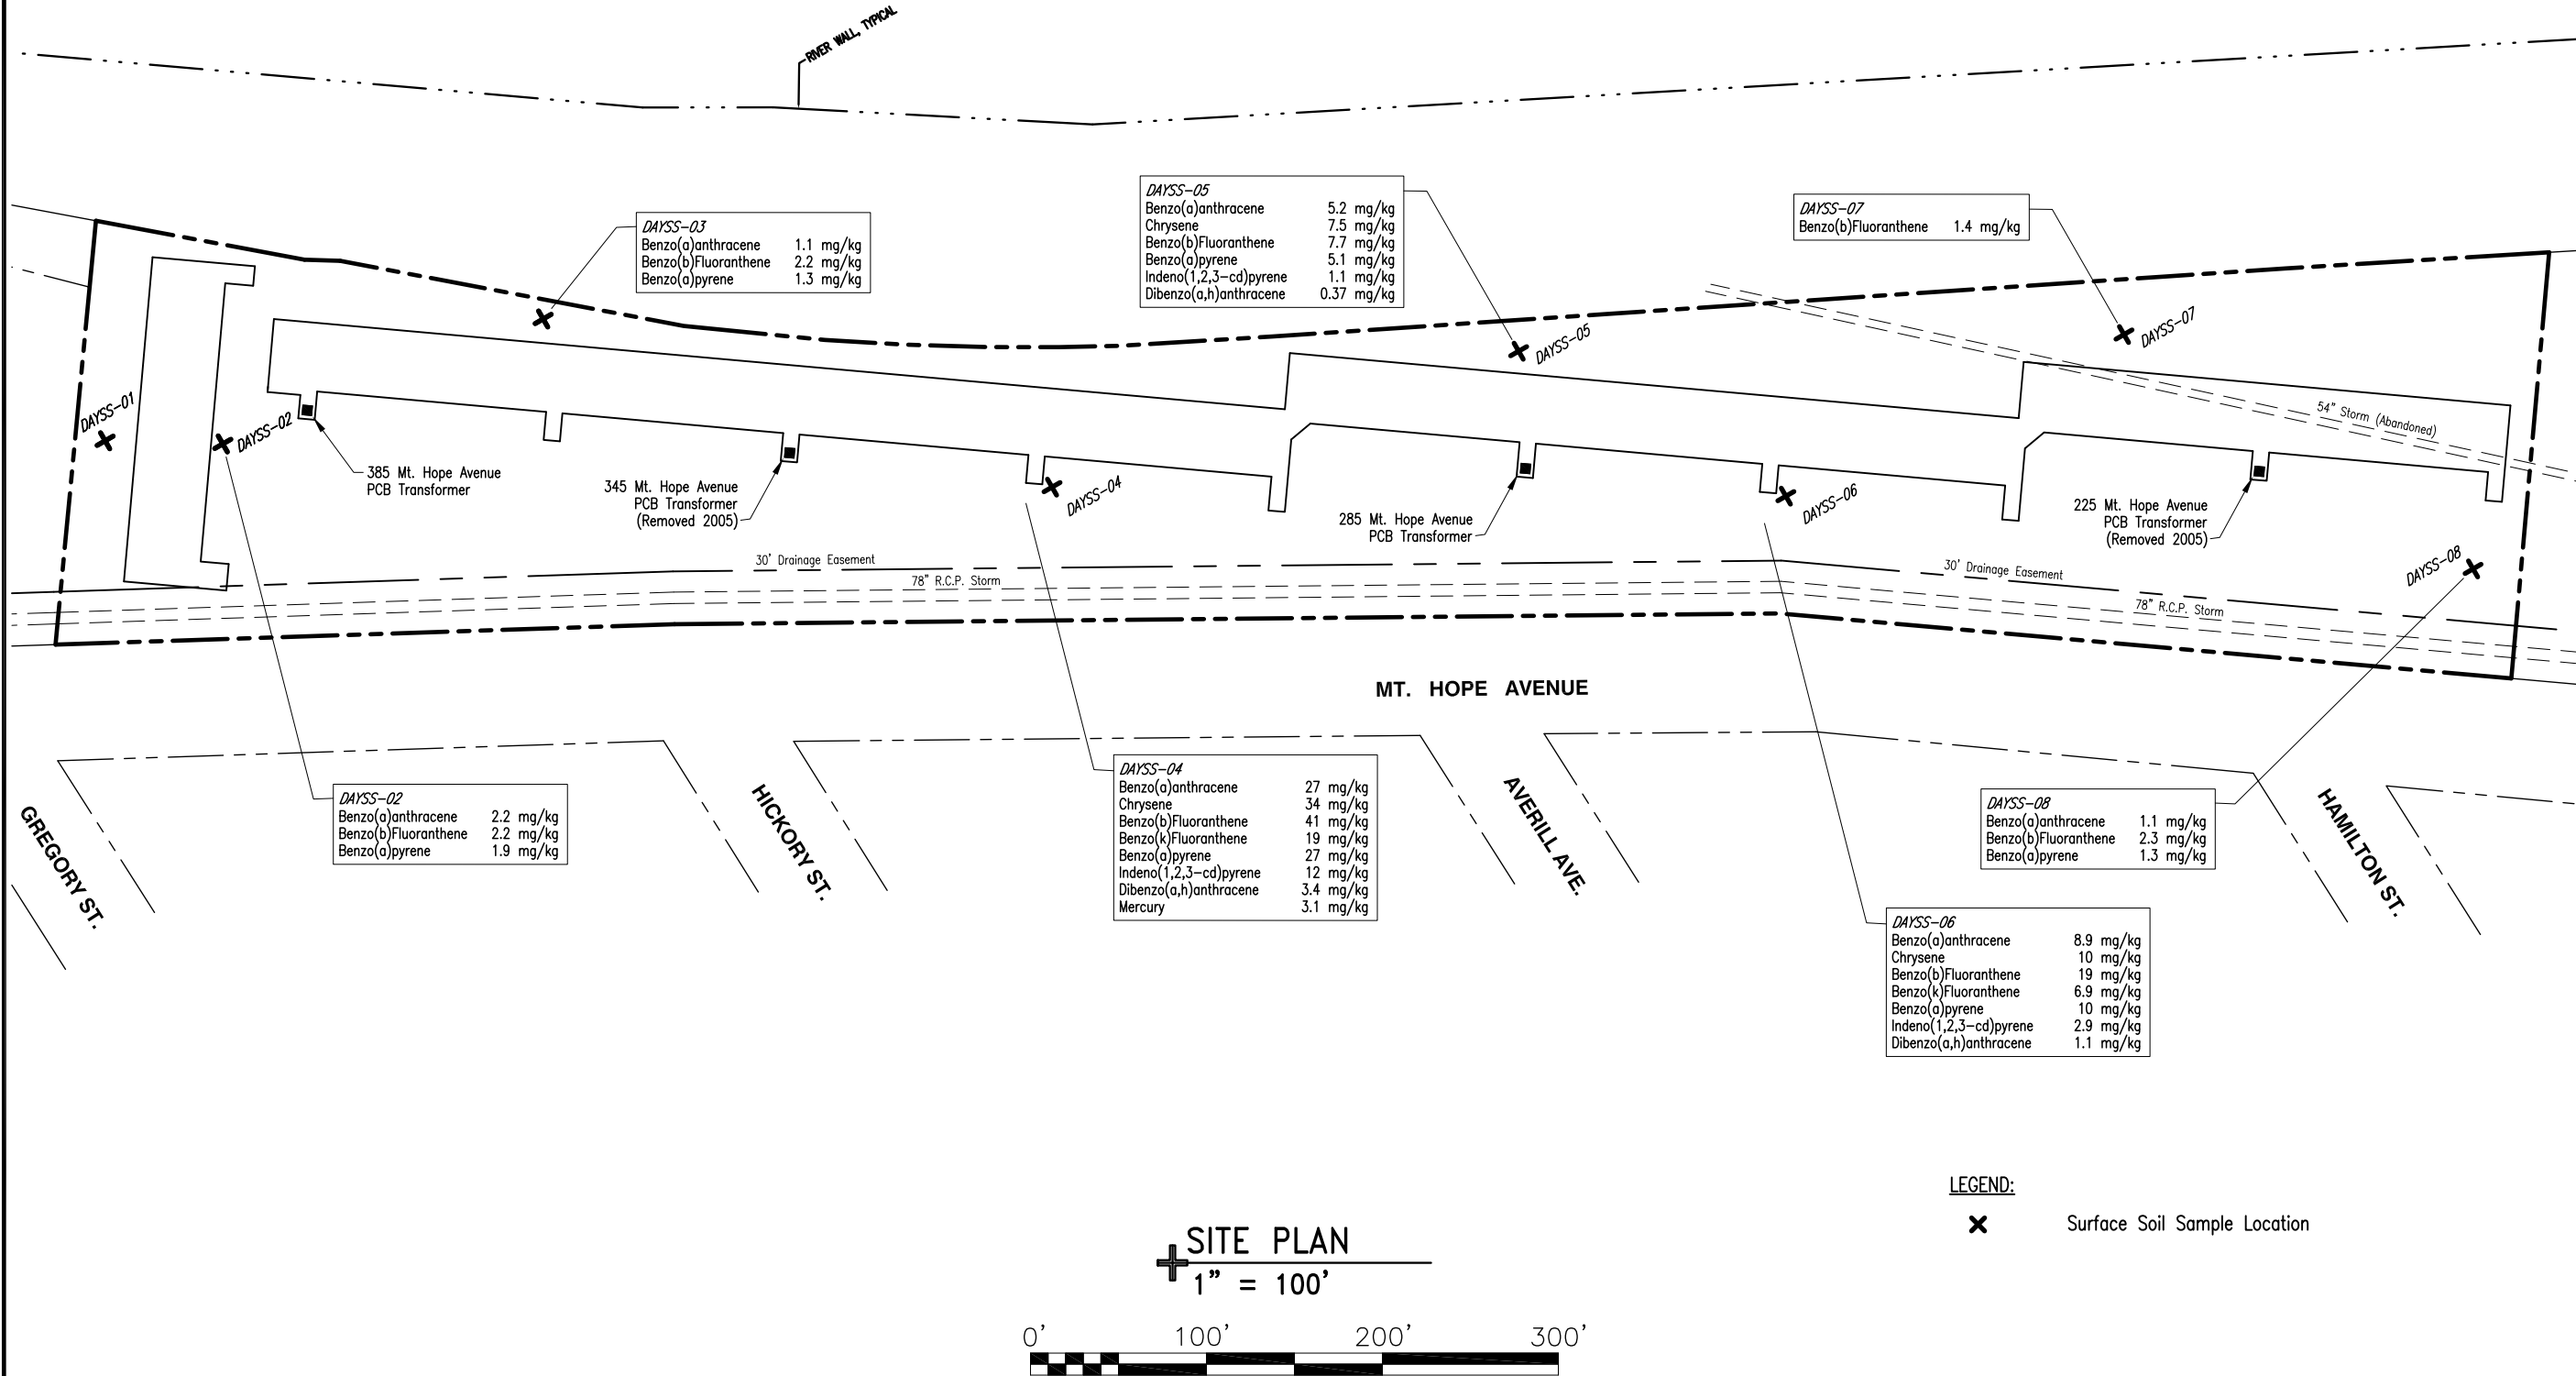 RIVER WALL, TYPICAL
DAYSS-03
Benzo(a)anthracene 1.1 mg/kg
Benzo(b)Fluoranthene 2.2 mg/kg
Benzo(a)pyrene 1.3 mg/kg
DAYSS-05
Benzo(a)anthracene 5.2 mg/kg
Chrysene 7.5 mg/kg
Benzo(b)Fluoranthene 7.7 mg/kg
Benzo(a)pyrene 5.1 mg/kg
Indeno(1,2,3-cd)pyrene 1.1 mg/kg
Dibenzo(a,h)anthracene 0.37 mg/kg
DAYSS-07
Benzo(b)Fluoranthene 1.4 mg/kg
DAYSS-05
DAYSS-07
DAYSS-01
DAYSS-02
54" Storm (Abandoned)
385 Mt. Hope Avenue
PCB Transformer
345 Mt. Hope Avenue
PCB Transformer
(Removed 2005)
DAYSS-04
285 Mt. Hope Avenue
PCB Transformer
DAYSS-06
225 Mt. Hope Avenue
PCB Transformer
(Removed 2005)
DAYSS-08
30' Drainage Easement
78" R.C.P. Storm
30' Drainage Easement
78" R.C.P. Storm
MT. HOPE AVENUE
GREGORY ST.
HICKORY ST.
AVERILL AVE.
HAMILTON ST.
DAYSS-02
Benzo(a)anthracene 2.2 mg/kg
Benzo(b)Fluoranthene 2.2 mg/kg
Benzo(a)pyrene 1.9 mg/kg
DAYSS-04
Benzo(a)anthracene 27 mg/kg
Chrysene 34 mg/kg
Benzo(b)Fluoranthene 41 mg/kg
Benzo(k)Fluoranthene 19 mg/kg
Benzo(a)pyrene 27 mg/kg
Indeno(1,2,3-cd)pyrene 12 mg/kg
Dibenzo(a,h)anthracene 3.4 mg/kg
Mercury 3.1 mg/kg
DAYSS-08
Benzo(a)anthracene 1.1 mg/kg
Benzo(b)Fluoranthene 2.3 mg/kg
Benzo(a)pyrene 1.3 mg/kg
DAYSS-06
Benzo(a)anthracene 8.9 mg/kg
Chrysene 10 mg/kg
Benzo(b)Fluoranthene 19 mg/kg
Benzo(k)Fluoranthene 6.9 mg/kg
Benzo(a)pyrene 10 mg/kg
Indeno(1,2,3-cd)pyrene 2.9 mg/kg
Dibenzo(a,h)anthracene 1.1 mg/kg
LEGEND:
Surface Soil Sample Location
SITE PLAN
1" = 100'
0' 100' 200' 300'